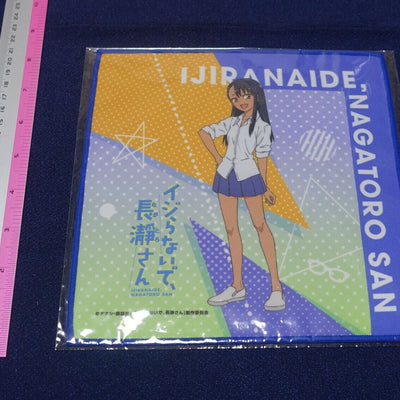 IJIRANAIDE,
NAGATORO SAN
イジらないで、
長瀞さん
IJIRANAIDE,
NAGATORO SAN